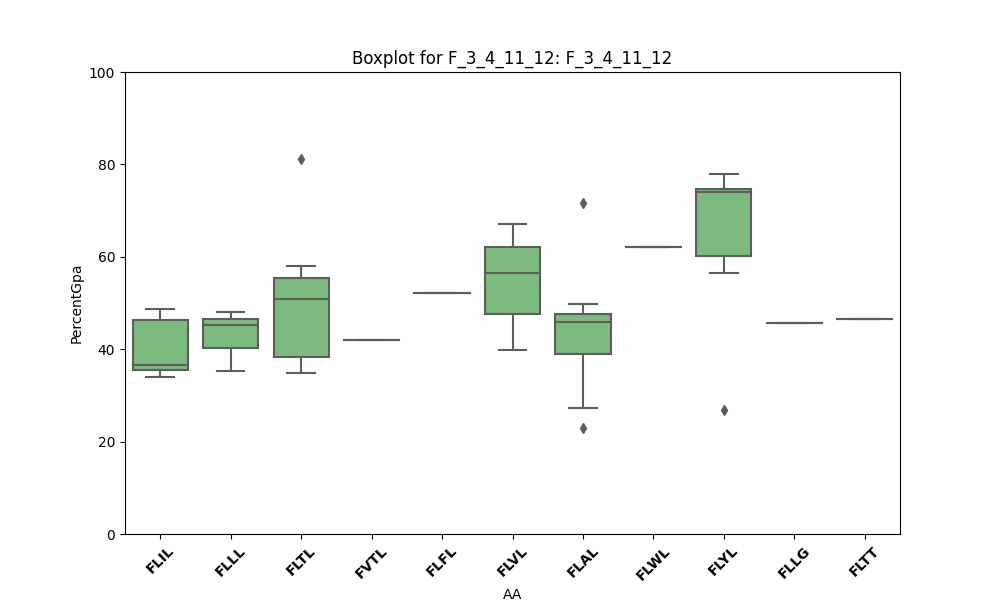 Boxplot for F_3_4_11_12: F_3_4_11_12
100
80
60
40
20
0
PercentGpa
FLIL
FLLL
FLTL
FVTL
FLFL
FLVL
FLAL
FLWL
FLYL
FLLG
FLTT
AA